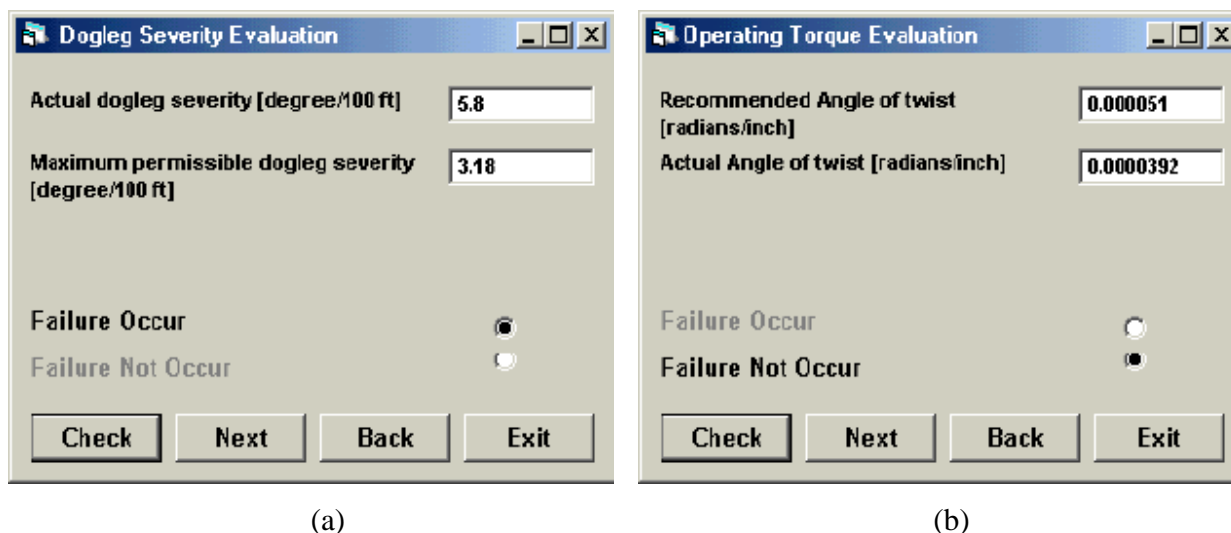 Dogleg Severity Evaluation
Actual dogleg severity [degree/100 ft]
5.8
Maximum permissible dogleg severity
[degree/100 ft]
3.18
Failure Occur
Failure Not Occur
Check Next Back Exit
(a)
Operating Torque Evaluation
Recommended Angle of twist
[radians/inch]
0.000051
Actual Angle of twist [radians/inch]
0.0000392
Failure Occur
Failure Not Occur
Check Next Back Exit
(b)